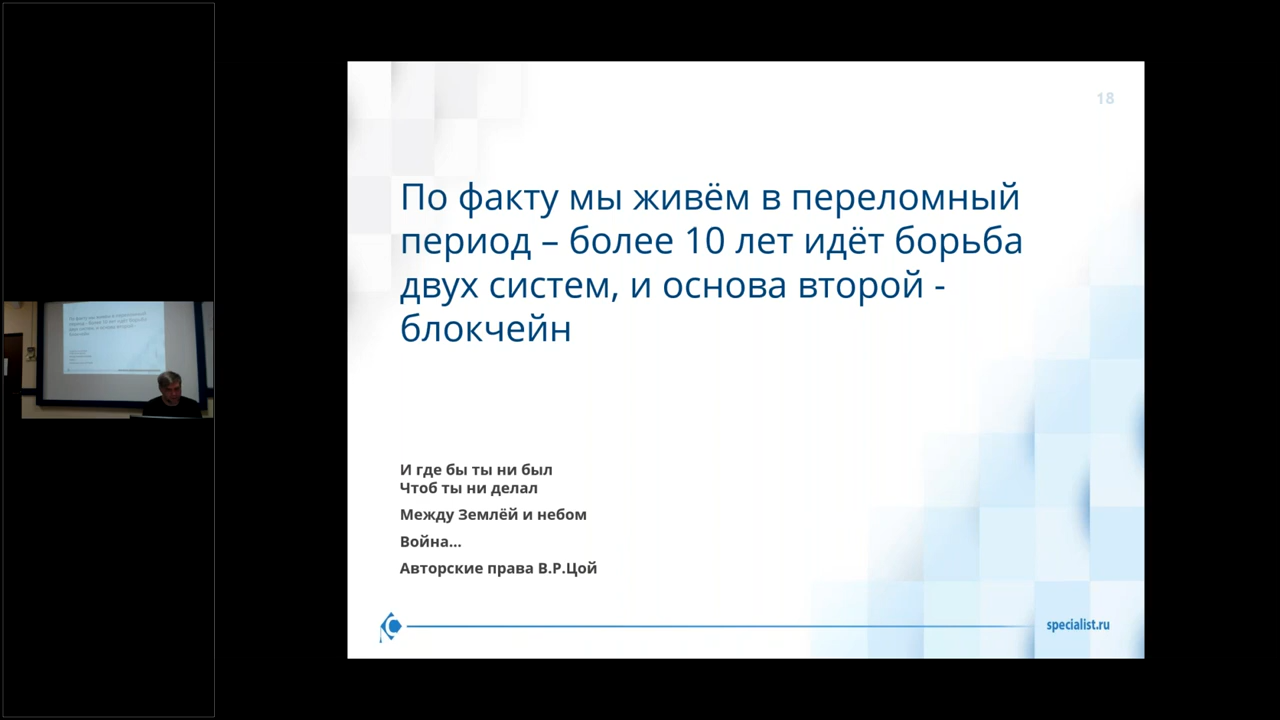 18
По факту мы живём в переломный
период – более 10 лет идёт борьба
двух систем, и основа второй -
блокчейн
И где бы ты ни был
Чтоб ты ни делал
Между Землёй и небом
Война...
Авторские права В.Р.Цой
specialist.ru